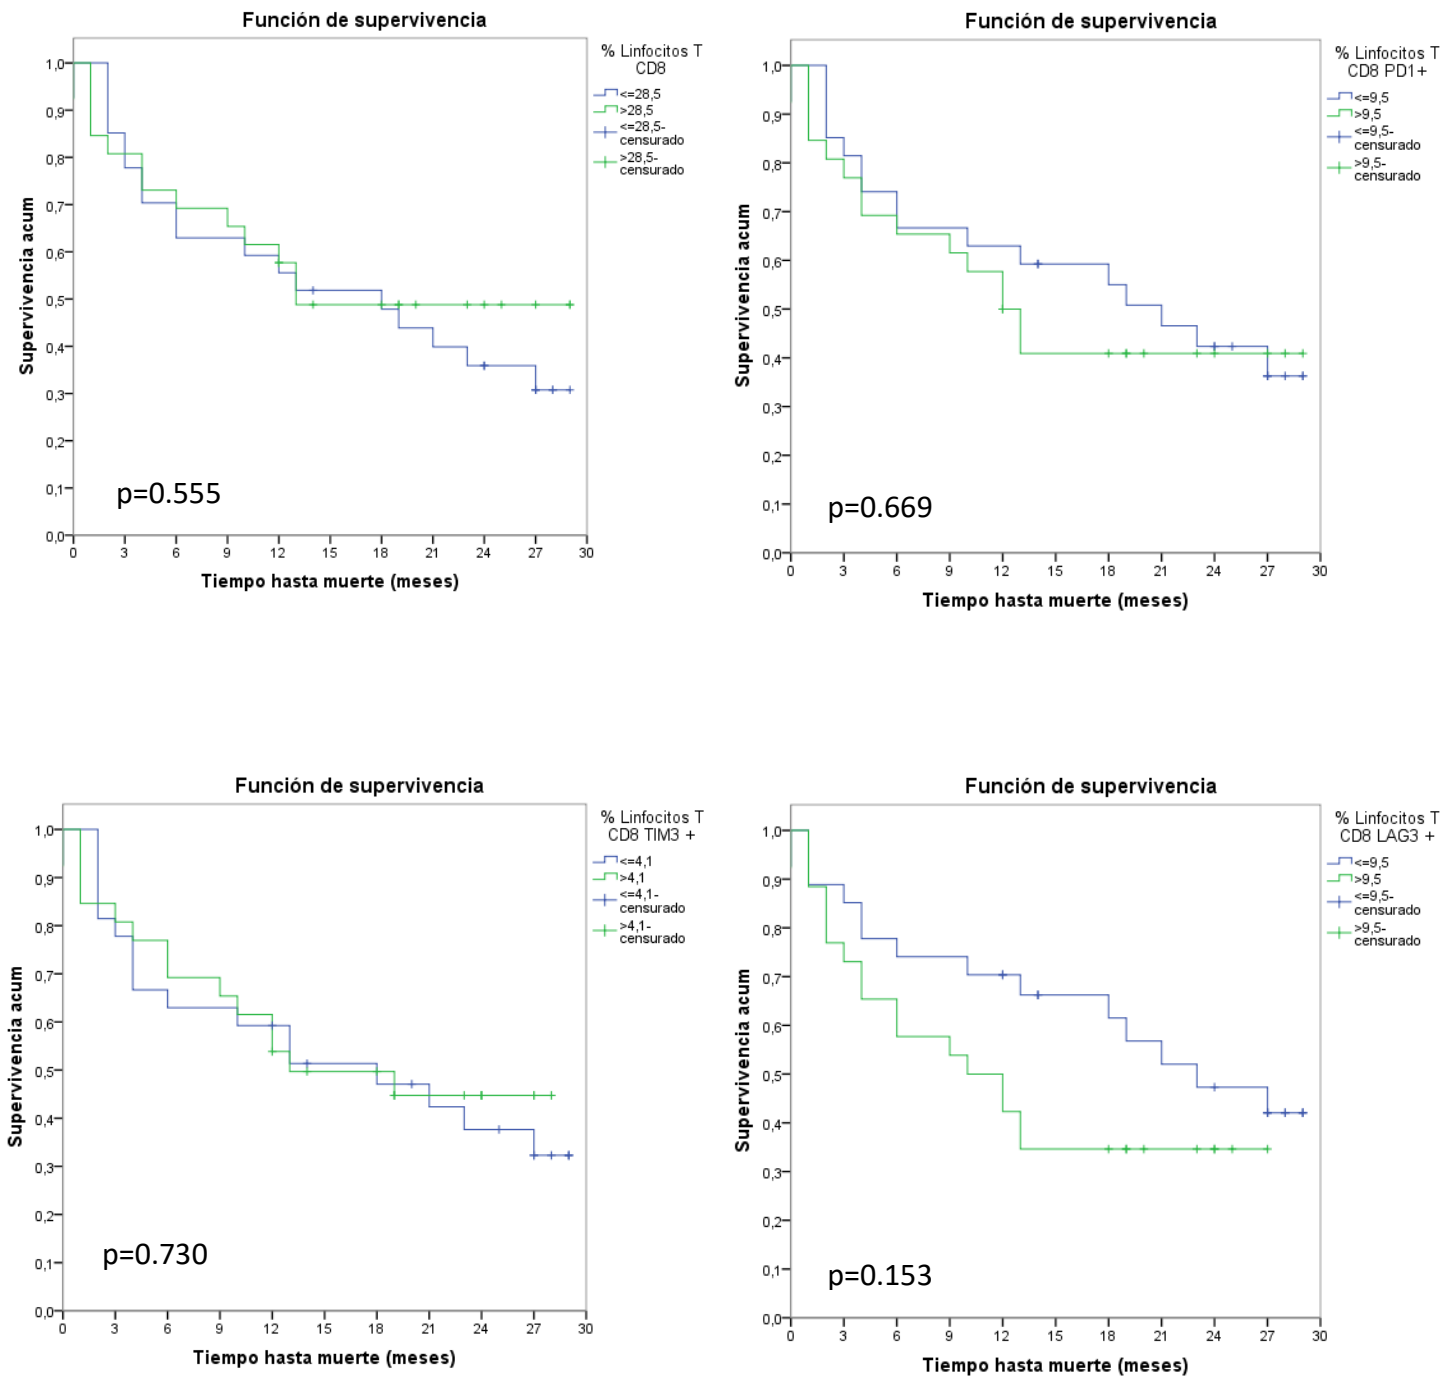 Función de supervivencia
% Linfocitos T
CD8
<=28,5
>28,5
<=28,5-
censurado
>28,5-
censurado
1,0
0,9
0,8
0,7
0,6
0,5
0,4
0,3
0,2
0,1
0,0
Supervivencia acum
p=0.555
0 3 6 9 12 15 18 21 24 27 30
Tiempo hasta muerte (meses)
Función de supervivencia
% Linfocitos T
CD8 PD1+
<=9,5
>9,5
<=9,5-
censurado
>9,5-
censurado
1,0
0,9
0,8
0,7
0,6
0,5
0,4
0,3
0,2
0,1
0,0
Supervivencia acum
p=0.669
0 3 6 9 12 15 18 21 24 27 30
Tiempo hasta muerte (meses)
Función de supervivencia
% Linfocitos T
CD8 TIM3 +
<=4,1
>4,1
<=4,1-
censurado
>4,1-
censurado
1,0
0,9
0,8
0,7
0,6
0,5
0,4
0,3
0,2
0,1
0,0
Supervivencia acum
p=0.730
0 3 6 9 12 15 18 21 24 27 30
Tiempo hasta muerte (meses)
Función de supervivencia
% Linfocitos T
CD8 LAG3 +
<=9,5
>9,5
<=9,5-
censurado
>9,5-
censurado
1,0
0,9
0,8
0,7
0,6
0,5
0,4
0,3
0,2
0,1
0,0
Supervivencia acum
p=0.153
0 3 6 9 12 15 18 21 24 27 30
Tiempo hasta muerte (meses)